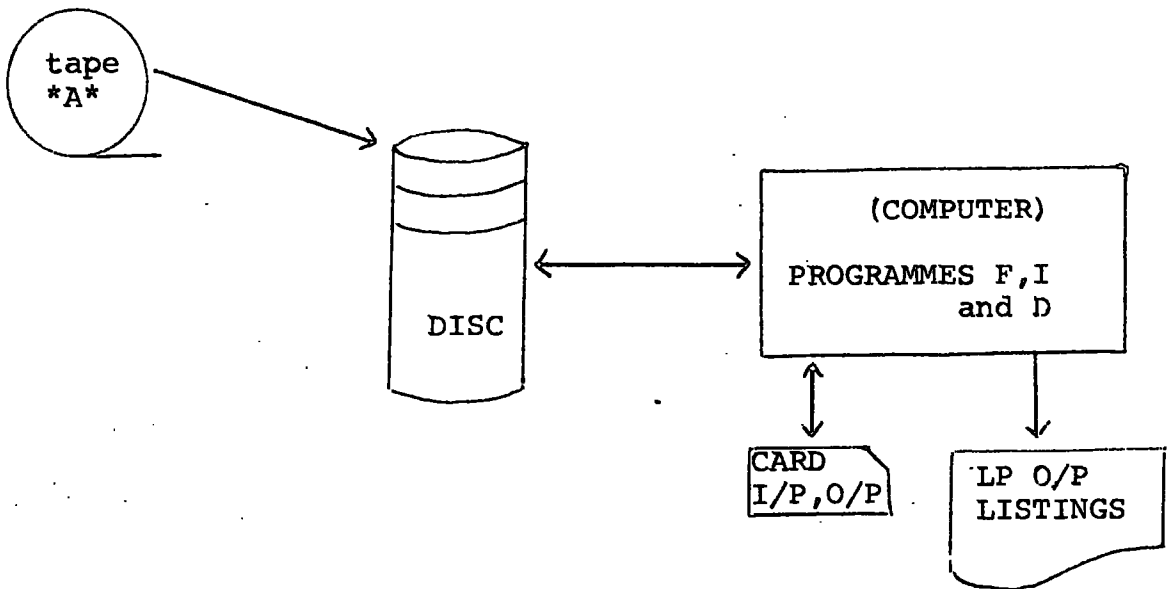 tape
*A*
DISC
(COMPUTER)
PROGRAMMES F,I
and D
CARD
I/P,O/P
LP O/P
LISTINGS